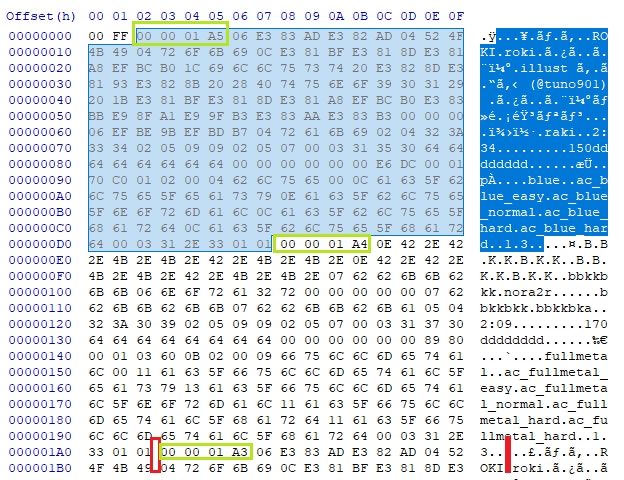 Offset(h) 00 01 02 03 04 05 06 07 08 09 0A 0B 0C 0D 0E 0F
00000000 00 FF 00 00 01 A5 06 E3 83 AD E3 82 AD 04 52 4F .ÿ...¥.ãƒ.ã‚..RO
00000010 4B 49 04 72 6F 6B 69 0C E3 81 BF E3 81 8D E3 81 KI.roki.ã.¿ã..ã.
00000020 A8 EF BC B0 1C 69 6C 6C 75 73 74 20 E3 82 8D E3 ¨ï¼°.illust ã‚.ã
00000030 81 93 E3 82 8B 20 28 40 74 75 6E 6F 39 30 31 29 .“ã‚‹ (@tuno901)
00000040 20 1B E3 81 BF E3 81 8D E3 81 A8 EF BC B0 E3 83 .ã.¿ã..ã.¨ï¼°ãƒ
00000050 BB E9 8F A1 E9 9F B3 E3 83 AA E3 83 B3 00 00 00 »é.¡éŸ³ãƒªãƒ³...
00000060 06 EF BE 9B EF BD B7 04 72 61 6B 69 02 04 32 3A .ï¾›ï½·.raki..2:
00000070 33 34 02 05 09 09 02 05 07 00 03 31 35 30 64 64 34.........150dd
00000080 64 64 64 64 64 64 00 00 00 00 00 00 E6 DC 00 01 dddddd......æÜ..
00000090 70 C0 01 02 00 04 62 6C 75 65 00 0C 61 63 5F 62 pÀ....blue..ac_b
000000A0 6C 75 65 5F 65 61 73 79 0E 61 63 5F 62 6C 75 65 lue_easy.ac_blue
000000B0 5F 6E 6F 72 6D 61 6C 0C 61 63 5F 62 6C 75 65 5F _normal.ac_blue_
000000C0 68 61 72 64 0C 61 63 5F 62 6C 75 65 5F 68 61 72 hard.ac_blue_har
000000D0 64 00 03 31 2E 33 01 01 00 00 01 A4 0E 42 2E 42 d..1.3.....¤.B.B
000000E0 2E 4B 2E 4B 2E 42 2E 4B 2E 4B 2E 0E 42 2E 42 2E .K.K.B.K.K..B.B.
000000F0 4B 2E 4B 2E 42 2E 4B 2E 4B 2E 07 62 62 6B 6B 62 K.K.B.K.K..bbkkb
00000100 6B 6B 06 6E 6F 72 61 32 72 00 00 00 00 00 07 62 kk.nora2r......b
00000110 62 6B 6B 62 6B 6B 07 62 62 6B 6B 62 6B 61 05 04 bkkbkk.bbkkbka..
00000120 32 3A 30 39 02 05 09 09 02 05 07 00 03 31 37 30 2:09.........170
00000130 64 64 64 64 64 64 64 64 00 00 00 00 00 00 89 80 dddddddd......‰€
00000140 00 01 03 60 0B 02 00 09 66 75 6C 6C 6D 65 74 61 ...`....fullmeta
00000150 6C 00 11 61 63 5F 66 75 6C 6C 6D 65 74 61 6C 5F l..ac_fullmetal_
00000160 65 61 73 79 13 61 63 5F 66 75 6C 6C 6D 65 74 61 easy.ac_fullmeta
00000170 6C 5F 6E 6F 72 6D 61 6C 11 61 63 5F 66 75 6C 6C l_normal.ac_full
00000180 6D 65 74 61 6C 5F 68 61 72 64 11 61 63 5F 66 75 metal_hard.ac_fu
00000190 6C 6C 6D 65 74 61 6C 5F 68 61 72 64 00 03 31 2E llmetal_hard..1.
000001A0 33 01 01 00 00 01 A3 06 E3 83 AD E3 82 AD 04 52 3.....£.ãƒ.ã‚..R
000001B0 4F 4B 49 04 72 6F 6B 69 0C E3 81 BF E3 81 8D E3 OKI.roki.ã.¿ã..ã